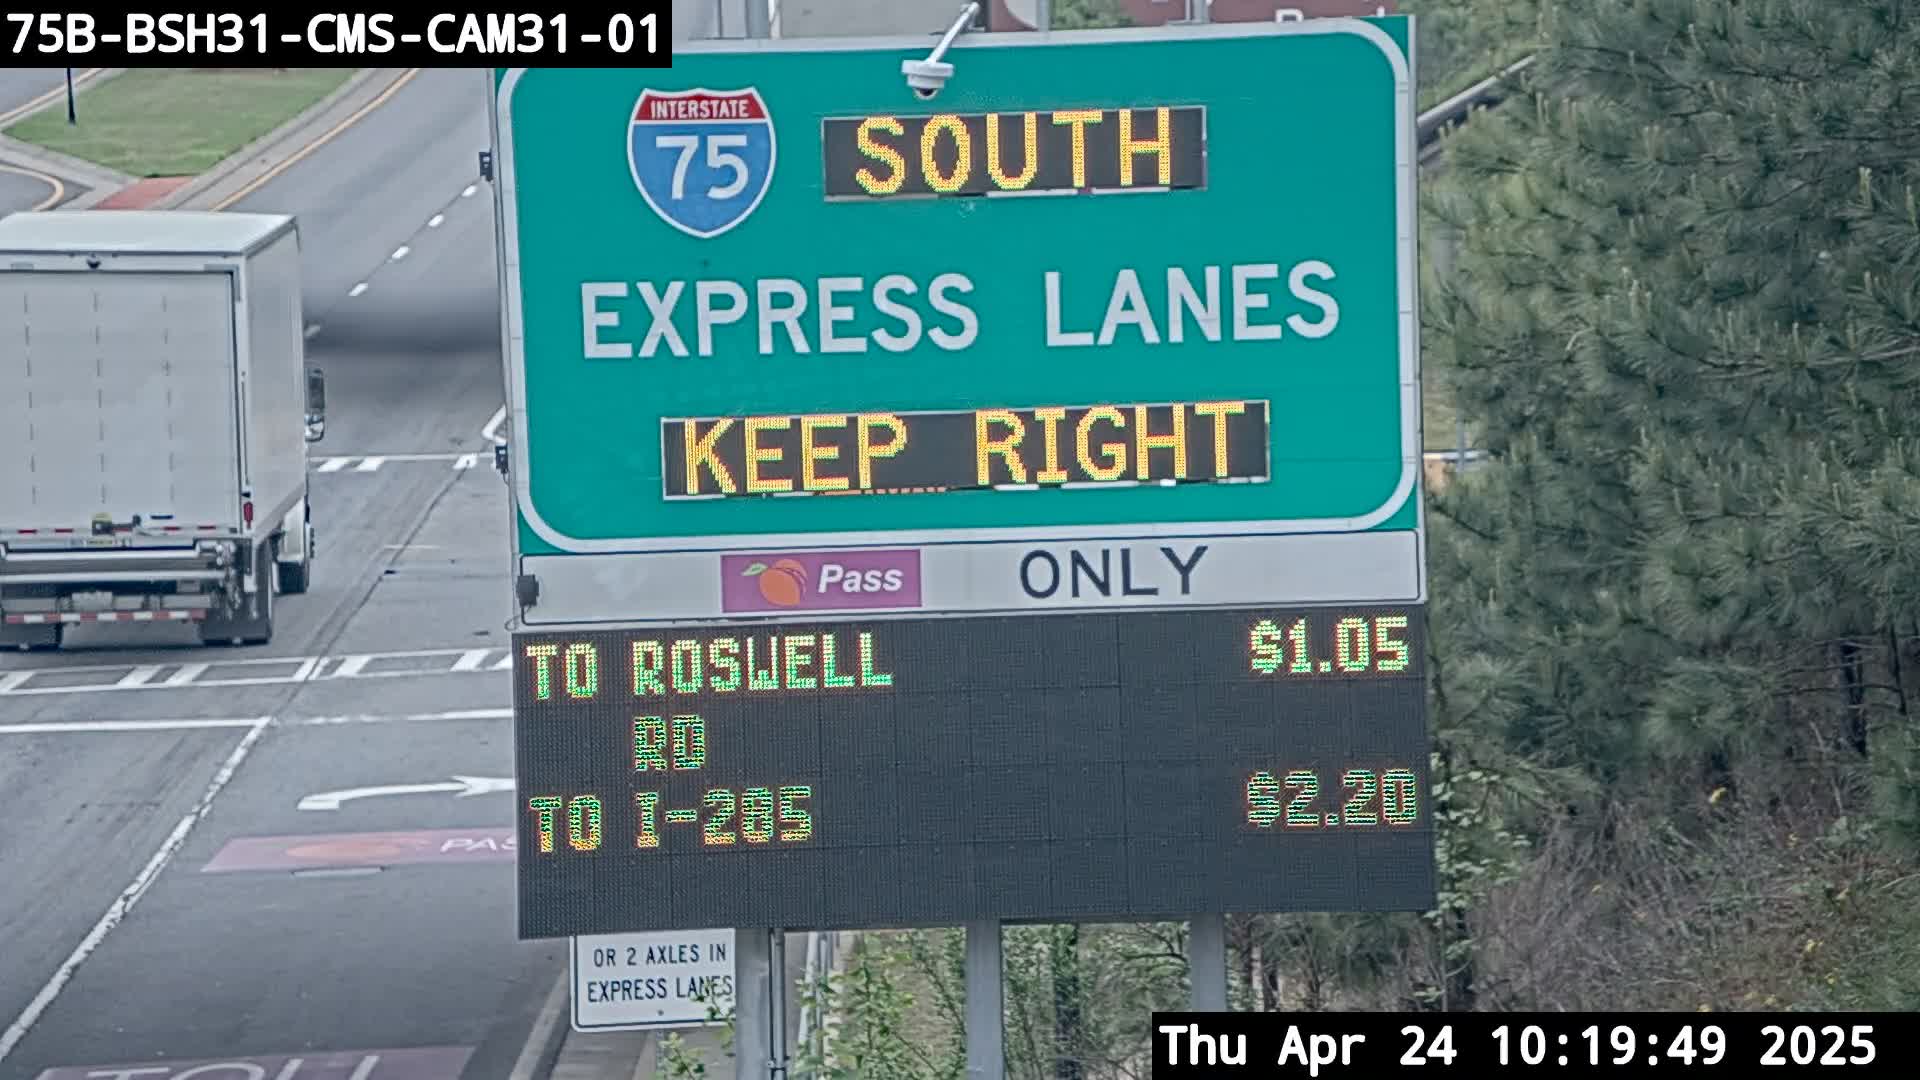 75B-BSH31-CMS-CAM31-01
INTERSTATE
75
SOUTH
EXPRESS LANES
KEEP RIGHT
Pass ONLY
TO ROSWELL $1.05
RD
TO I-285 $2.20
OR 2 AXLES IN
EXPRESS LANES
TOLL
Thu Apr 24 10:19:49 2025